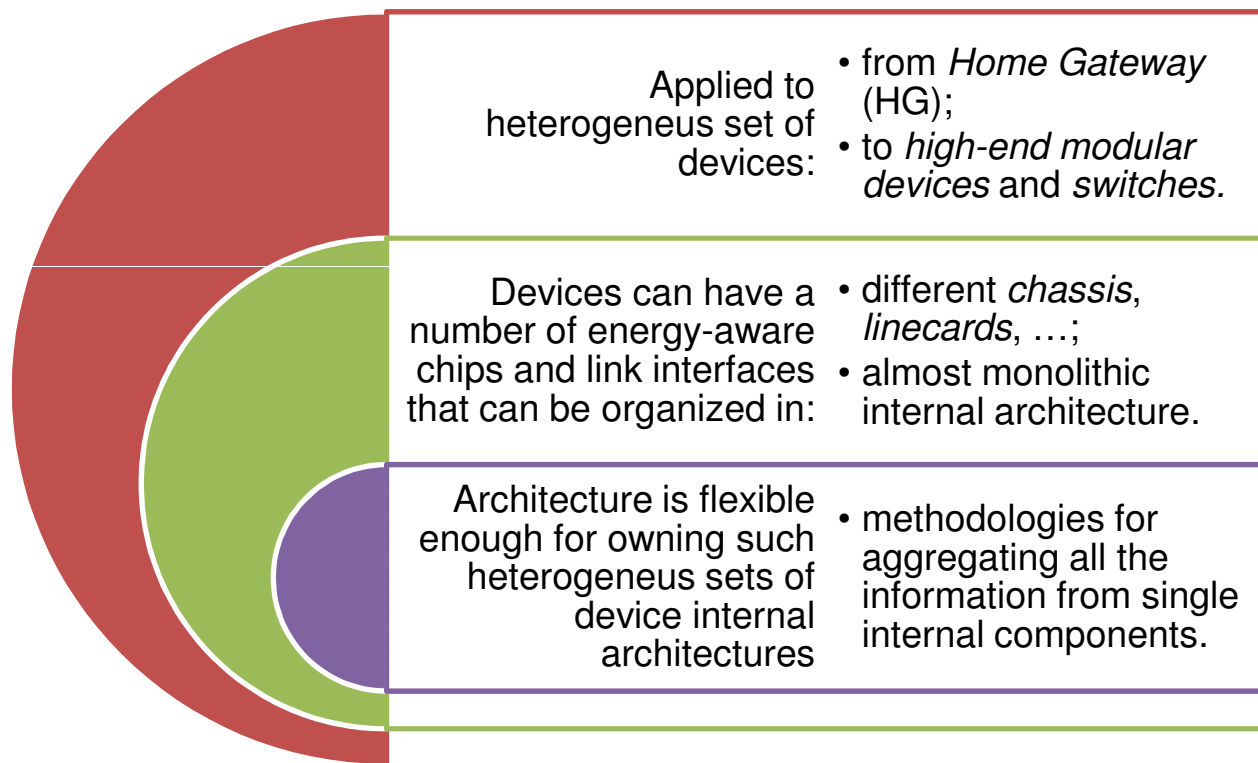 Applied to
heterogeneus set of
devices:
• from Home Gateway
(HG);
• to high-end modular
devices and switches.
Devices can have a
number of energy-aware
chips and link interfaces
that can be organized in:
• different chassis,
linecards, …;
• almost monolithic
internal architecture.
Architecture is flexible
enough for owning such
heterogeneus sets of
device internal
architectures
• methodologies for
aggregating all the
information from single
internal components.